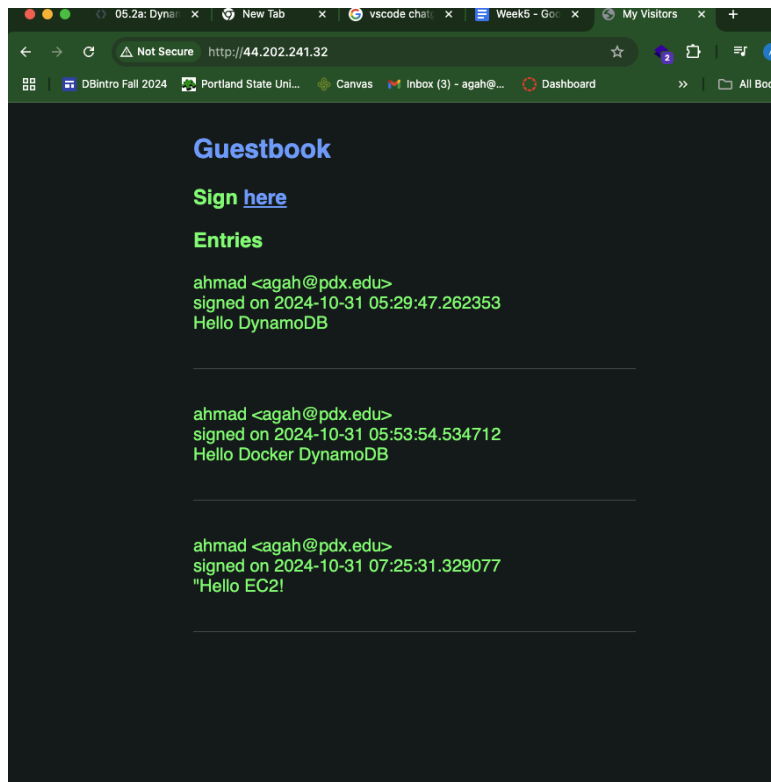 05.2a: Dynar
New Tab
vscode chatg
Week5 - Goo
My Visitors
Not Secure http://44.202.241.32
2
DBintro Fall 2024 Portland State Uni... Canvas Inbox (3) - agah@... Dashboard » All Boo
Guestbook
Sign here
Entries
ahmad <agah@pdx.edu>
signed on 2024-10-31 05:29:47.262353
Hello DynamoDB
ahmad <agah@pdx.edu>
signed on 2024-10-31 05:53:54.534712
Hello Docker DynamoDB
ahmad <agah@pdx.edu>
signed on 2024-10-31 07:25:31.329077
"Hello EC2!